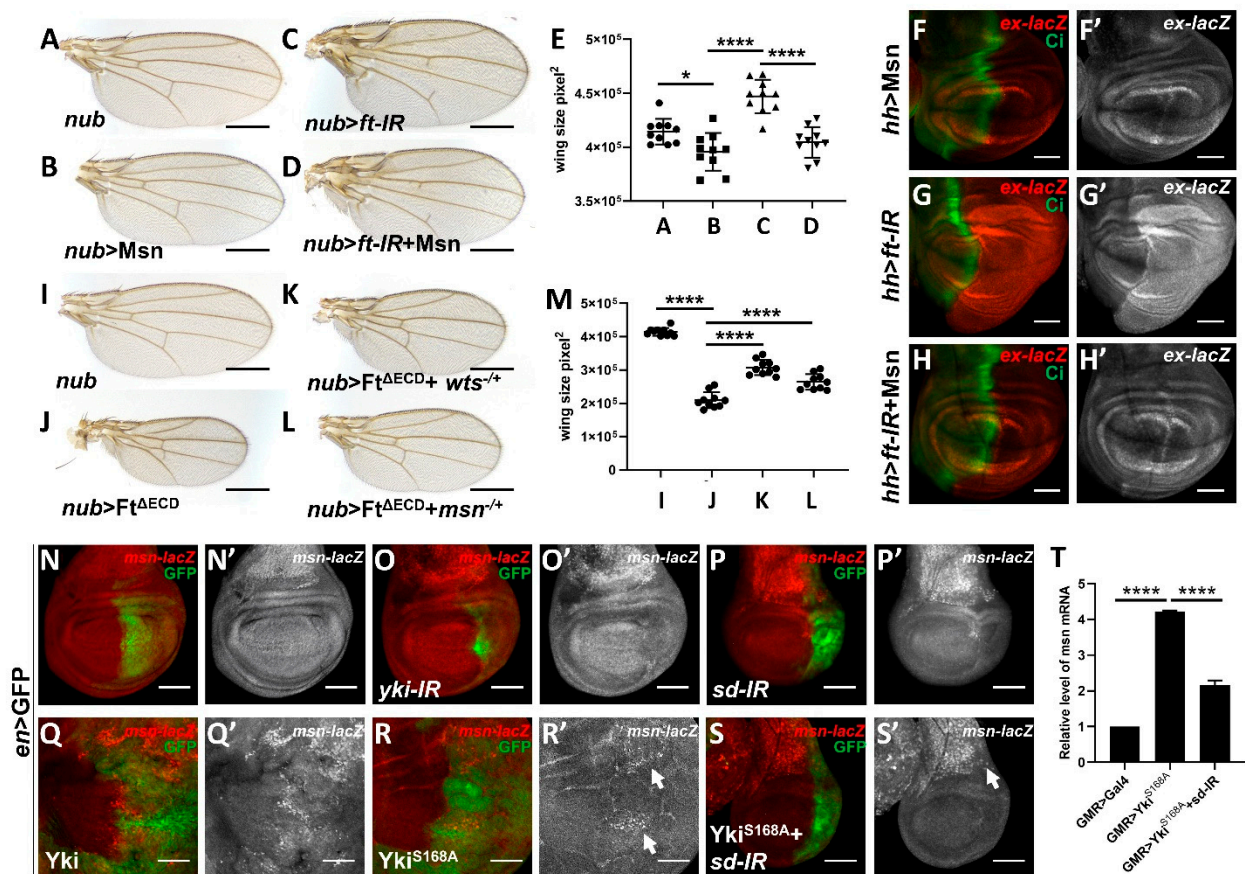 A
nub
C
nub>ft-IR
B
nub>Msn
D
nub>ft-IR+Msn
E
wing size pixel²
5×10⁵
4.5×10⁵
4×10⁵
3.5×10⁵
*
****
****
A B C D
hh>Msn
F
ex-lacZ
Ci
F'
ex-lacZ
hh>ft-IR
G
ex-lacZ
Ci
G'
ex-lacZ
hh>ft-IR+Msn
H
ex-lacZ
Ci
H'
ex-lacZ
I
nub
K
nub>Ft^ΔECD+ wts^-/+
J
nub>Ft^ΔECD
L
nub>Ft^ΔECD+msn^-/+
M
wing size pixel²
5×10⁵
4×10⁵
3×10⁵
2×10⁵
1×10⁵
0
****
****
****
I J K L
en>GFP
N
msn-lacZ
GFP
N'
msn-lacZ
O
msn-lacZ
GFP
yki-IR
O'
msn-lacZ
P
msn-lacZ
GFP
sd-IR
P'
msn-lacZ
Q
msn-lacZ
GFP
Yki
Q'
msn-lacZ
R
msn-lacZ
GFP
Yki^S168A
R'
msn-lacZ
S
msn-lacZ
GFP
Yki^S168A+
sd-IR
S'
msn-lacZ
T
Relative level of msn mRNA
5
4
3
2
1
0
****
****
GMR>Gal4
GMR>Yki^S168A
GMR>Yki^S168A+sd-IR